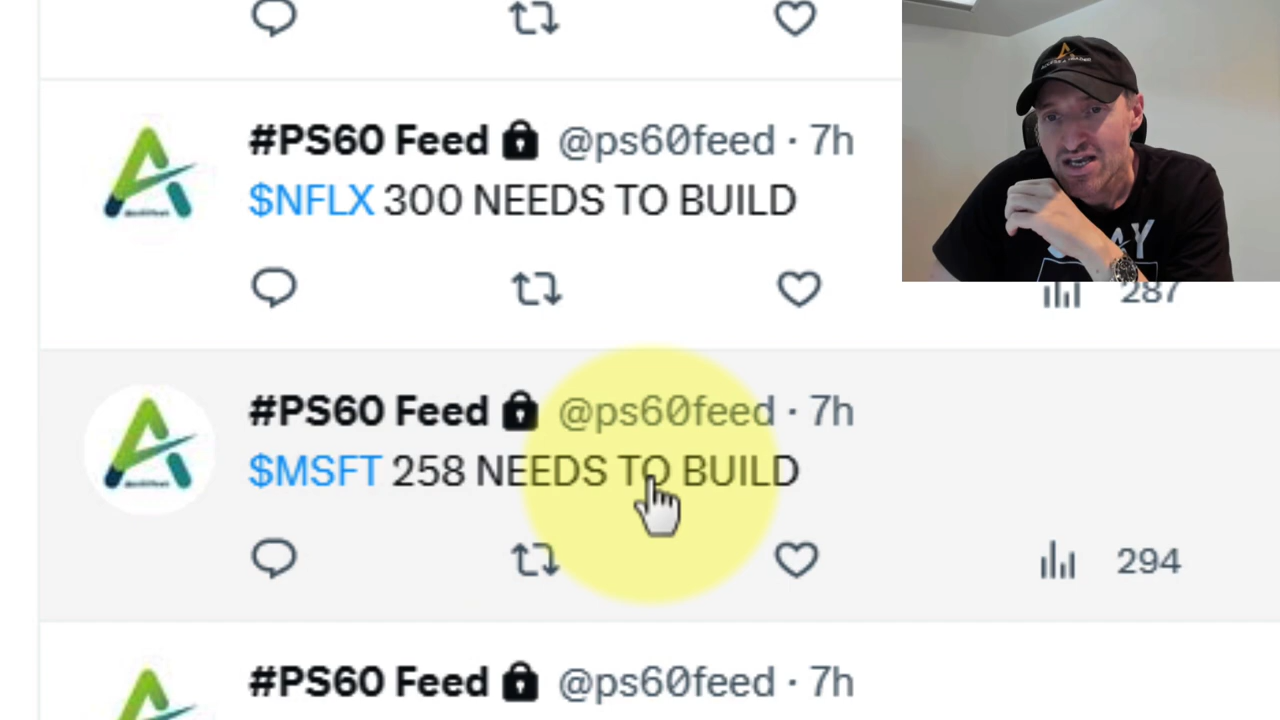 #PS60 Feed @ps60feed · 7h
$NFLX 300 NEEDS TO BUILD
287
#PS60 Feed @ps60feed · 7h
$MSFT 258 NEEDS TO BUILD
294
#PS60 Feed @ps60feed · 7h